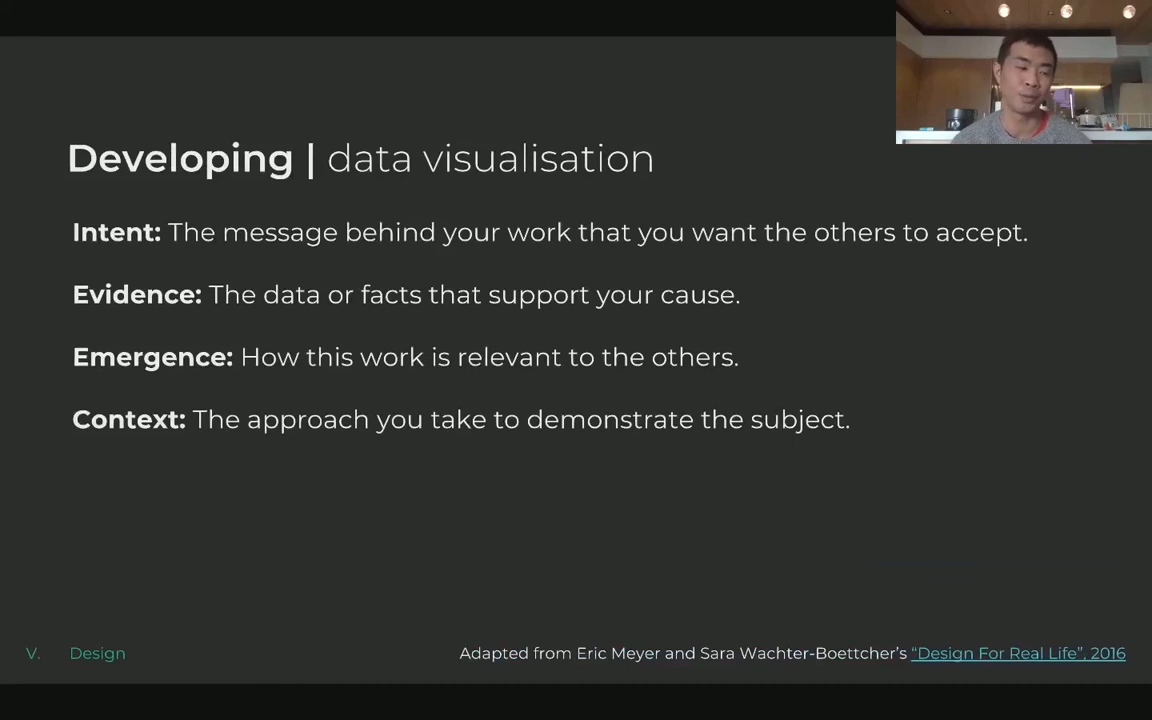 Developing | data visualisation
Intent: The message behind your work that you want the others to accept.
Evidence: The data or facts that support your cause.
Emergence: How this work is relevant to the others.
Context: The approach you take to demonstrate the subject.
V. Design
Adapted from Eric Meyer and Sara Wachter-Boettcher’s “Design For Real Life”, 2016